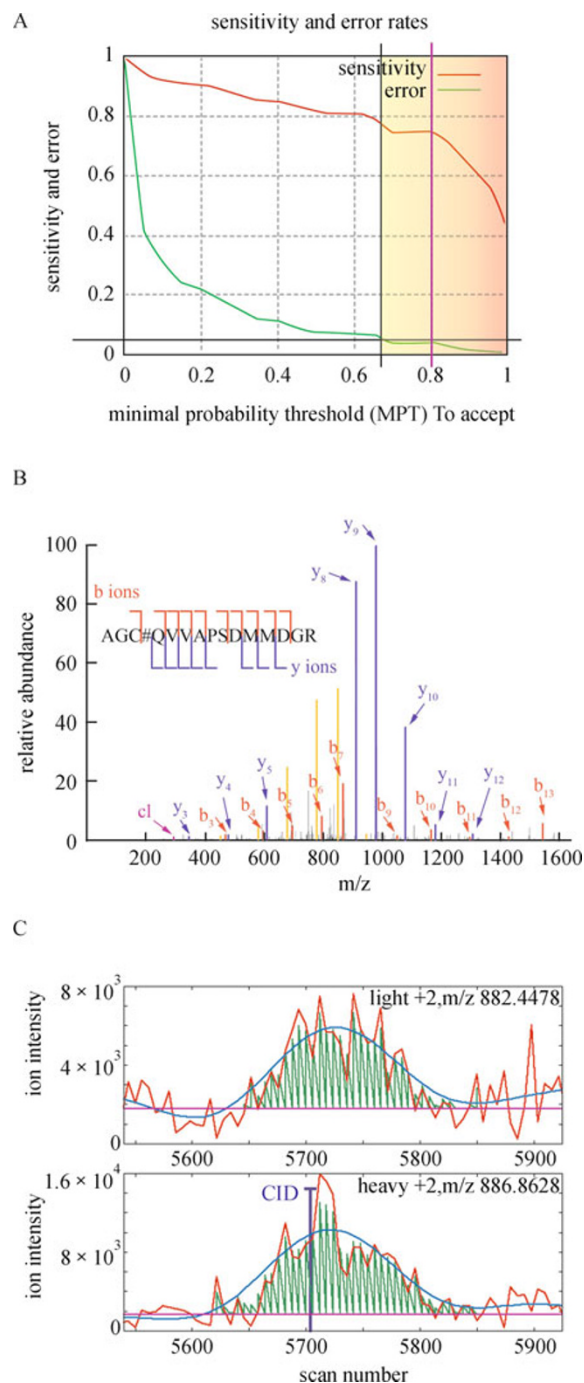 A
sensitivity and error rates
sensitivity
error
1
0.8
0.6
0.4
0.2
0
sensitivity and error
0 0.2 0.4 0.6 0.8 1
minimal probability threshold (MPT) To accept
B
100
80
60
40
20
0
relative abundance
b ions
AGC#QVVAPSDMMDGR
y ions
y9
y8
y10
b7
y5
b6
y11
y12
y4
b4
b5
y3
b3
cl
b9
b10
b11
b12
b13
200 400 600 800 1000 1200 1400 1600
m/z
C
8 × 10³
light +2,m/z 882.4478
4 × 10³
0
ion intensity
5600 5700 5800 5900
1.6 × 10⁴
CID
heavy +2,m/z 886.8628
8 × 10³
0
ion intensity
5600 5700 5800 5900
scan number